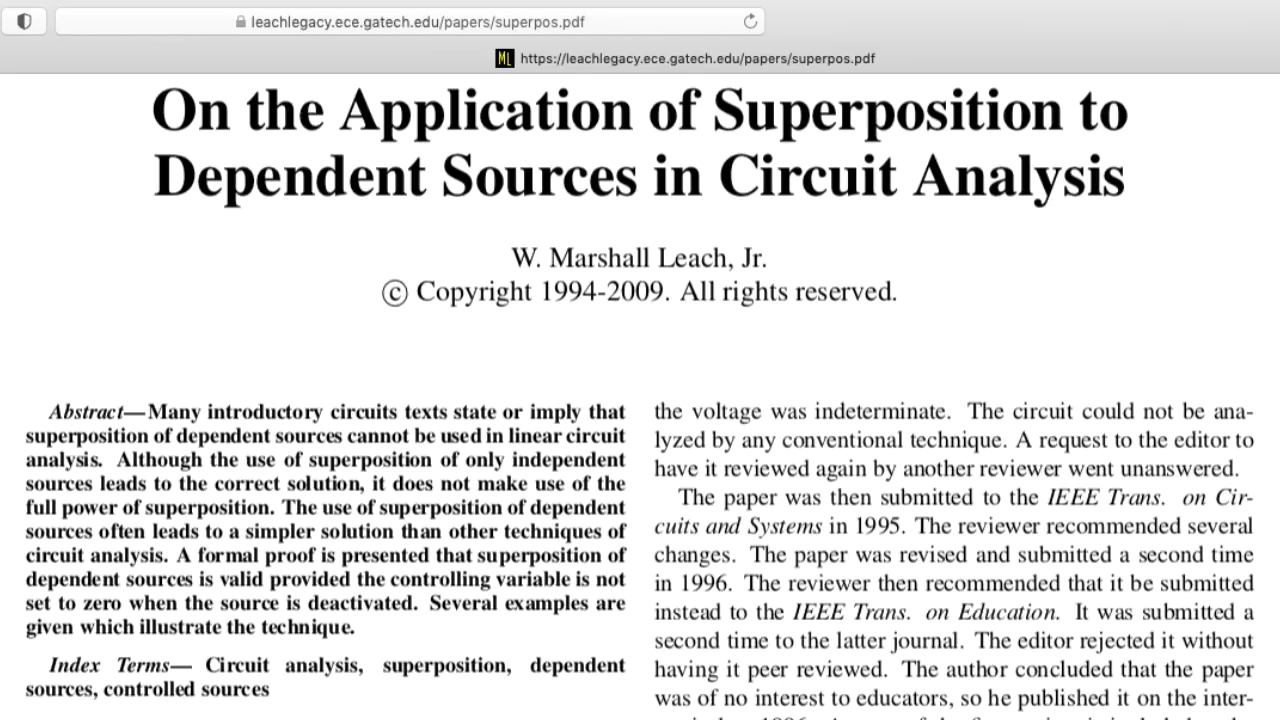 leachlegacy.ece.gatech.edu/papers/superpos.pdf
ML https://leachlegacy.ece.gatech.edu/papers/superpos.pdf
On the Application of Superposition to
Dependent Sources in Circuit Analysis
W. Marshall Leach, Jr.
© Copyright 1994-2009. All rights reserved.
Abstract—Many introductory circuits texts state or imply that
superposition of dependent sources cannot be used in linear circuit
analysis. Although the use of superposition of only independent
sources leads to the correct solution, it does not make use of the
full power of superposition. The use of superposition of dependent
sources often leads to a simpler solution than other techniques of
circuit analysis. A formal proof is presented that superposition of
dependent sources is valid provided the controlling variable is not
set to zero when the source is deactivated. Several examples are
given which illustrate the technique.
Index Terms— Circuit analysis, superposition, dependent
sources, controlled sources
the voltage was indeterminate. The circuit could not be ana-
lyzed by any conventional technique. A request to the editor to
have it reviewed again by another reviewer went unanswered.
The paper was then submitted to the IEEE Trans. on Cir-
cuits and Systems in 1995. The reviewer recommended several
changes. The paper was revised and submitted a second time
in 1996. The reviewer then recommended that it be submitted
instead to the IEEE Trans. on Education. It was submitted a
second time to the latter journal. The editor rejected it without
having it peer reviewed. The author concluded that the paper
was of no interest to educators, so he published it on the inter-